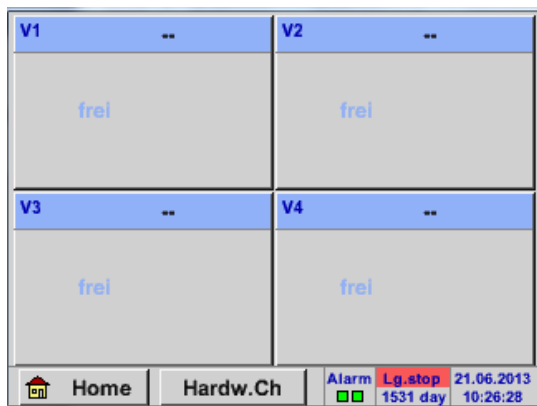 V1 --
V2 --
frei
frei
V3 --
V4 --
frei
frei
Home
Hardw.Ch
Alarm
Lg.stop
1531 day
21.06.2013
10:26:28